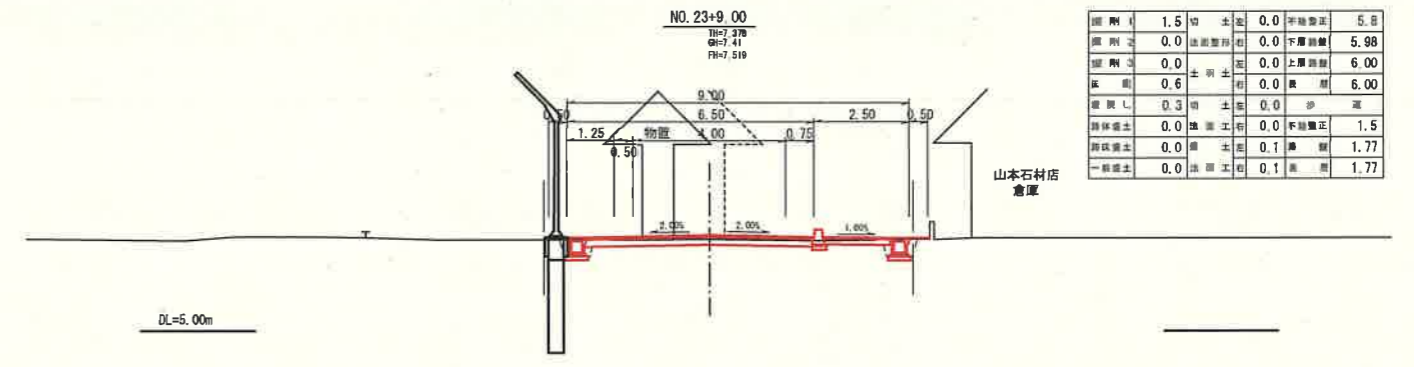 NO.23+9.00
TH=7.378
GH=7.41
FH=7.519
9.00
0.50 6.50 2.50 0.50
1.25 物置 4.00 0.75
0.50
2.00% 2.00% 1.00%
山本石材店
倉庫
DL=5.00m
掘削1 1.5 切土 左 0.0 不陸整正 5.8
掘削2 0.0 法面整形 右 0.0 下層路盤 5.98
掘削3 0.0 左 0.0 上層路盤 6.00
床掘 0.6 右 0.0 表層 6.00
埋戻し 0.3 切土 左 0.0 歩道
路体盛土 0.0 法面工 右 0.0 不陸整正 1.5
路床盛土 0.0 盛土 左 0.1 路盤 1.77
一般盛土 0.0 法面工 右 0.1 表層 1.77